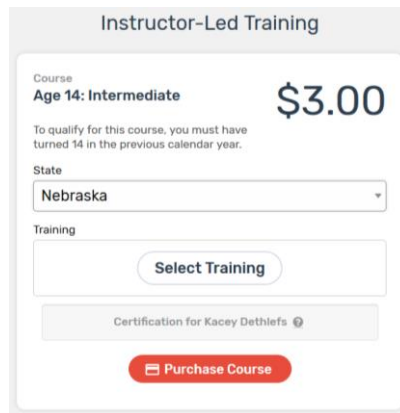 Instructor-Led Training
Course
Age 14: Intermediate
$3.00
To qualify for this course, you must have
turned 14 in the previous calendar year.
State
Nebraska
Training
Select Training
Certification for Kacey Dethlefs
Purchase Course